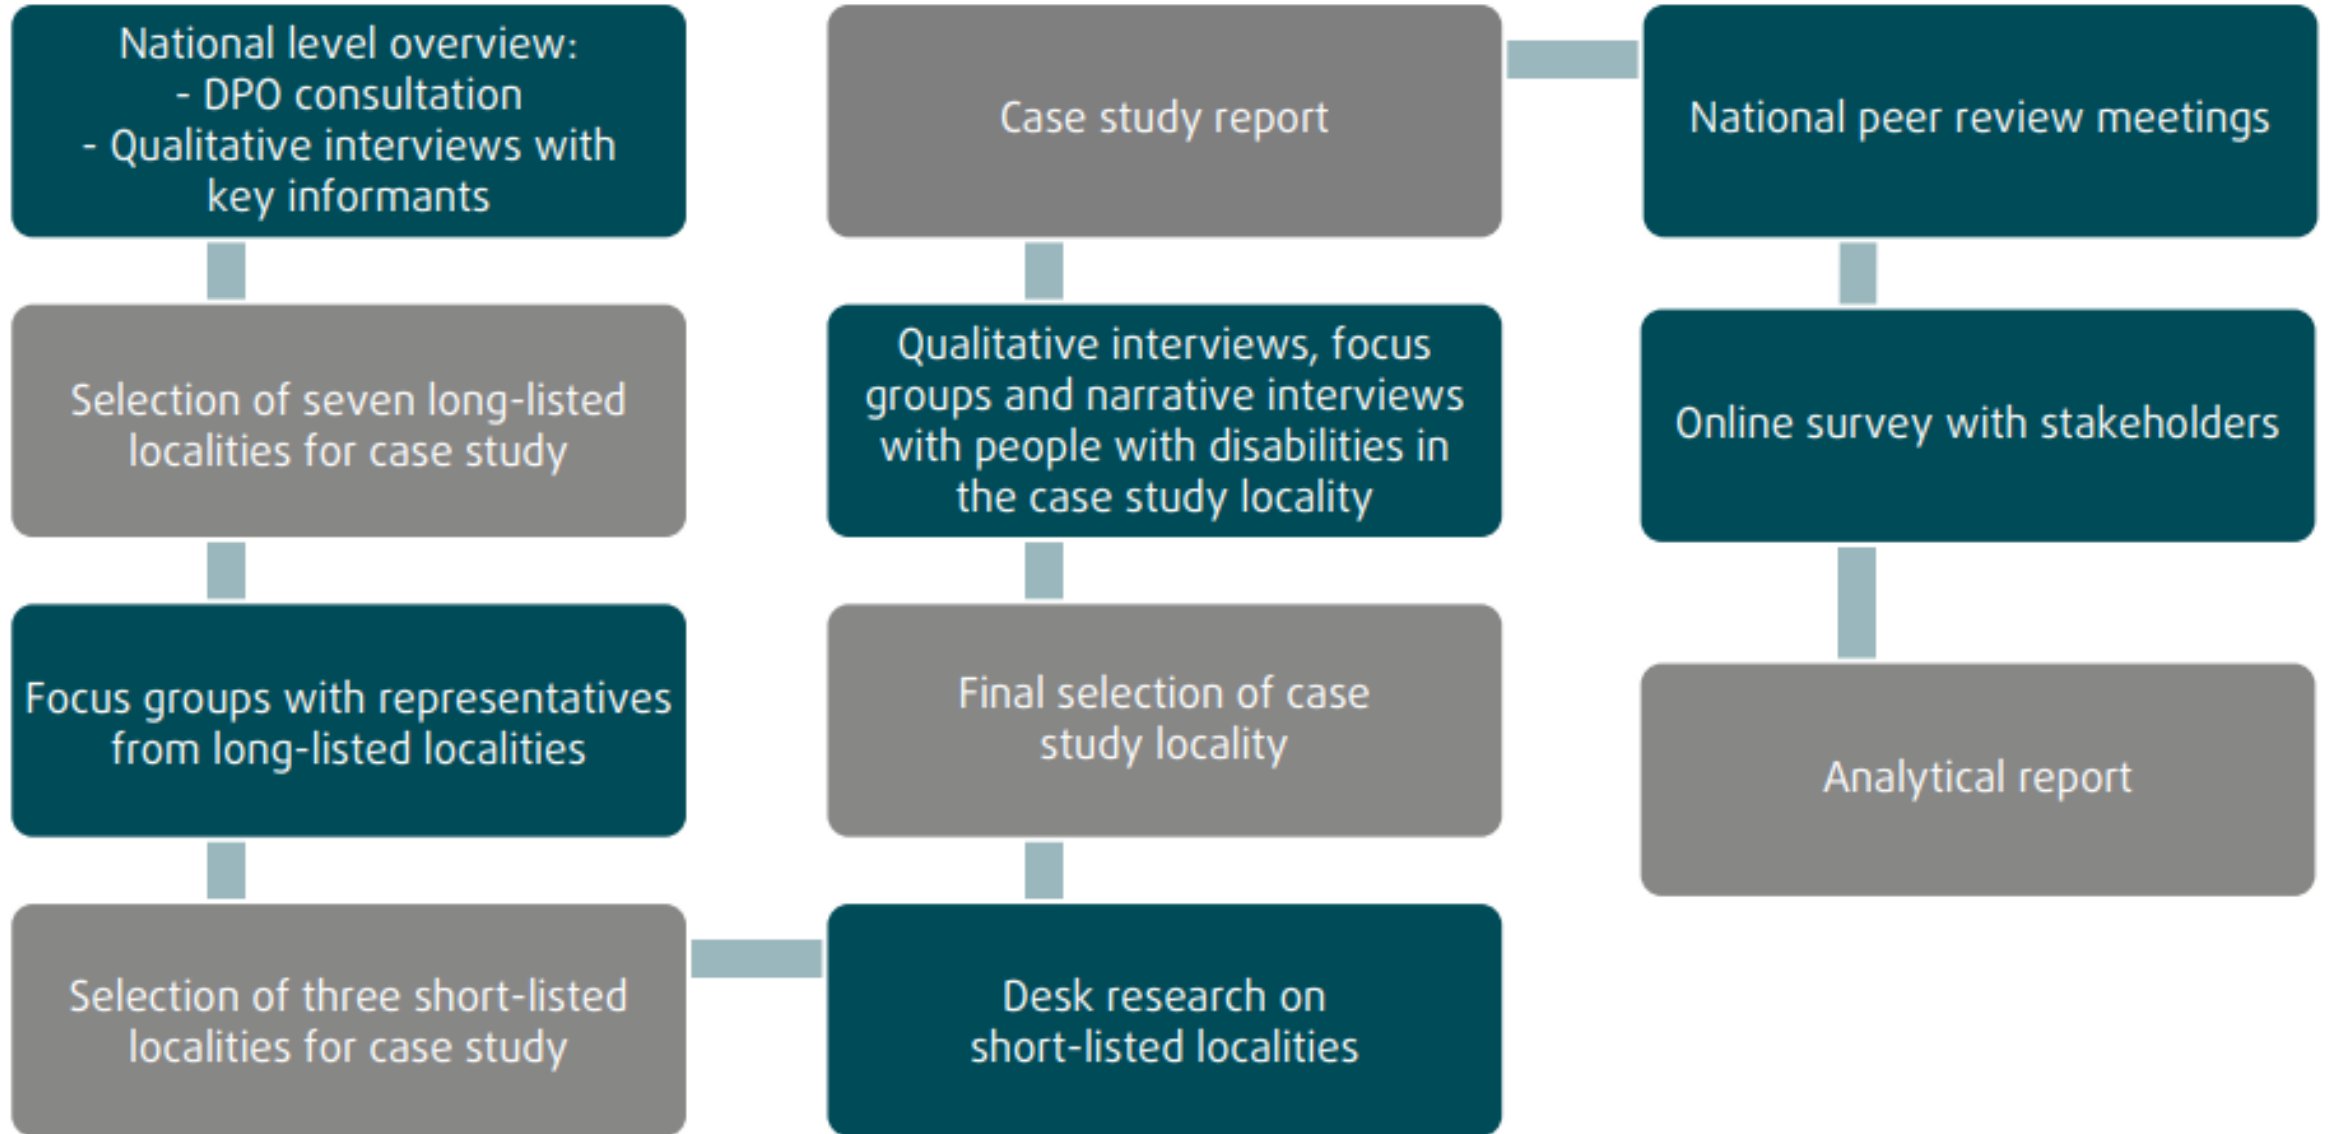 National level overview:
- DPO consultation
- Qualitative interviews with
key informants
Selection of seven long-listed
localities for case study
Focus groups with representatives
from long-listed localities
Selection of three short-listed
localities for case study
Desk research on
short-listed localities
Final selection of case
study locality
Qualitative interviews, focus
groups and narrative interviews
with people with disabilities in
the case study locality
Case study report
National peer review meetings
Online survey with stakeholders
Analytical report